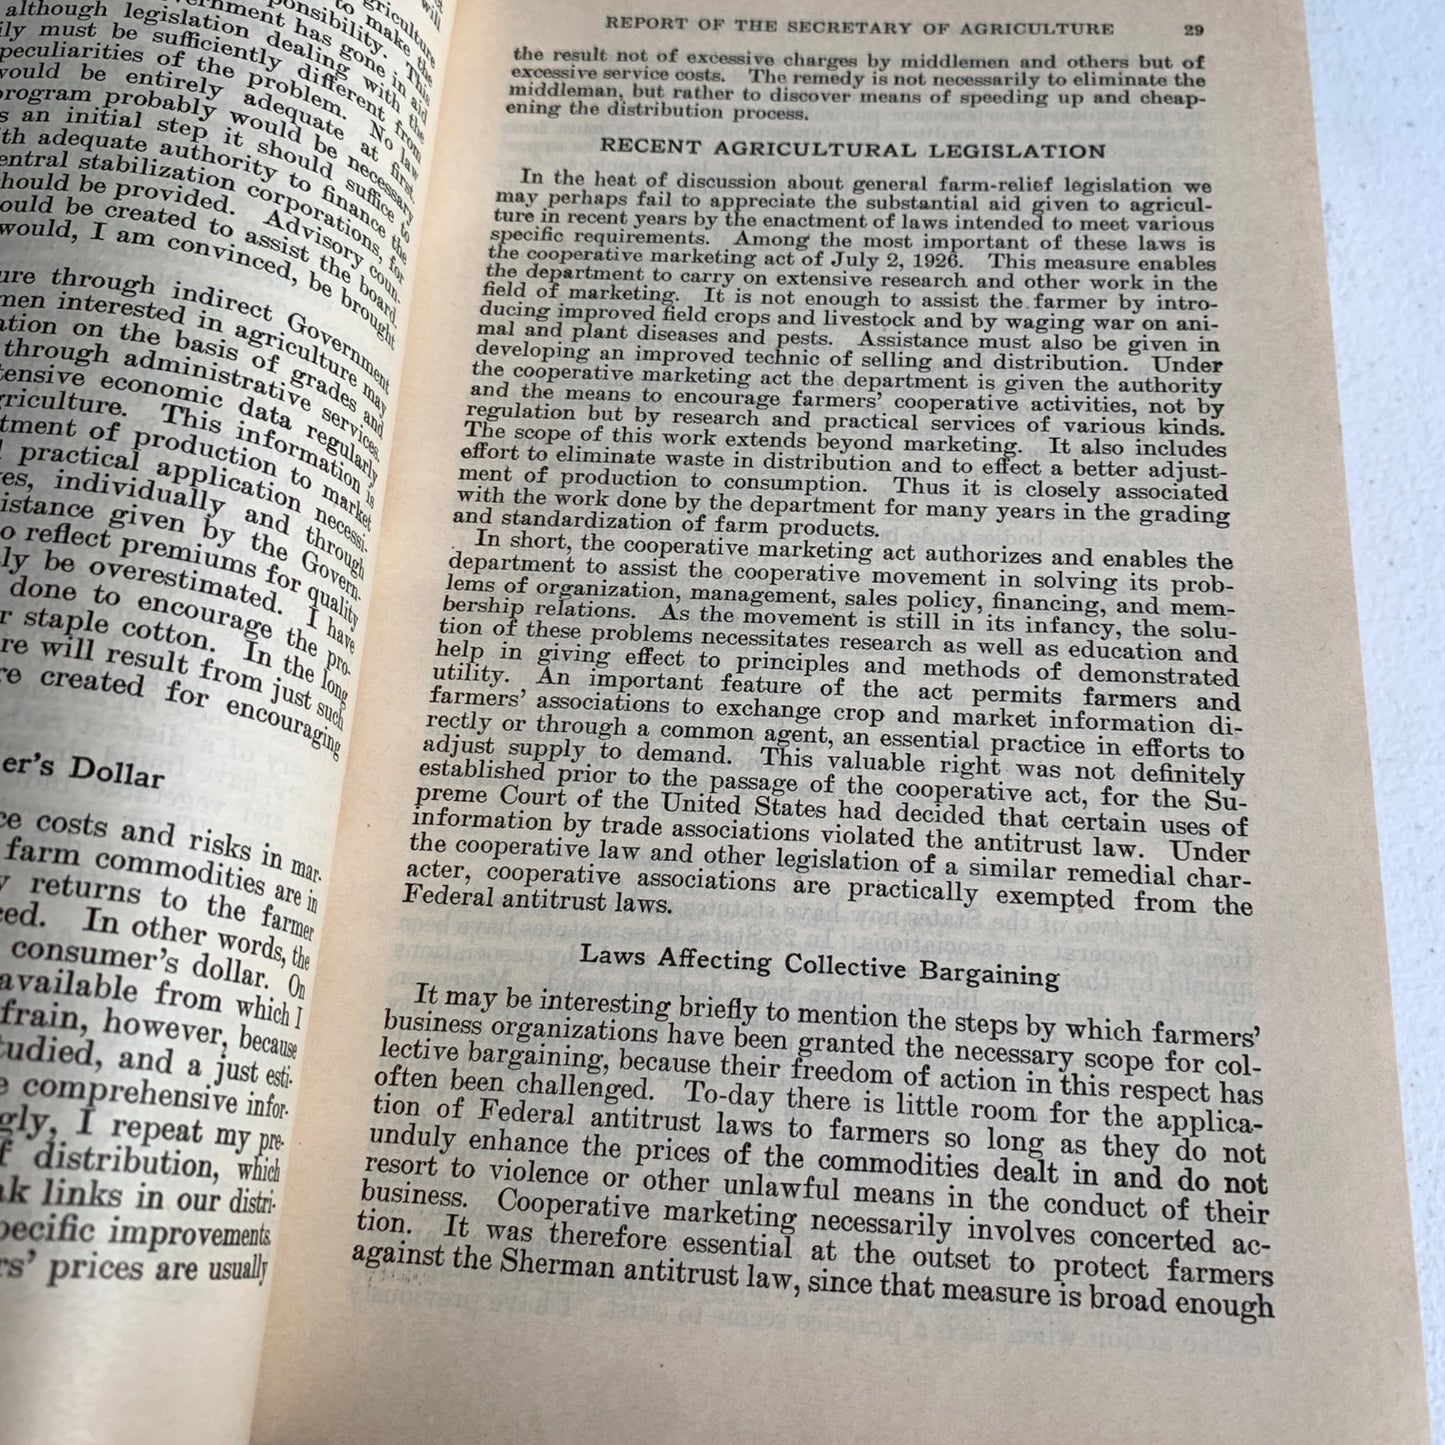 agriculture
to make the
ponsibility. This
ernment has gone in aid
although legislation dealing with the
ily must be sufficiently different from
peculiarities of the problem. No law
would be entirely adequate at first.
program probably would be necessary
s an initial step it should suffice to
ith adequate authority to finance the
entral stabilization corporations, for
hould be provided. Advisory coun-
ould be created to assist the board.
would, I am convinced, be brought
ure through indirect Government
men interested in agriculture may
ation on the basis of grades and
through administrative services.
tensive economic data regularly
griculture. This information is
tment of production to market
l practical application necessi-
es, individually and through
istance given by the Govern-
o reflect premiums for quality
ly be overestimated. I have
done to encourage the pro-
r staple cotton. In the long
re will result from just such
re created for encouraging
er's Dollar
ce costs and risks in mar-
farm commodities are in
y returns to the farmer
ced. In other words, the
consumer's dollar. On
available from which I
frain, however, because
tudied, and a just esti-
e comprehensive infor-
gly, I repeat my pre-
f distribution, which
ak links in our distri-
pecific improvements.
rs' prices are usually
REPORT OF THE SECRETARY OF AGRICULTURE 29
the result not of excessive charges by middlemen and others but of
excessive service costs. The remedy is not necessarily to eliminate the
middleman, but rather to discover means of speeding up and cheap-
ening the distribution process.
RECENT AGRICULTURAL LEGISLATION
In the heat of discussion about general farm-relief legislation we
may perhaps fail to appreciate the substantial aid given to agricul-
ture in recent years by the enactment of laws intended to meet various
specific requirements. Among the most important of these laws is
the cooperative marketing act of July 2, 1926. This measure enables
the department to carry on extensive research and other work in the
field of marketing. It is not enough to assist the farmer by intro-
ducing improved field crops and livestock and by waging war on ani-
mal and plant diseases and pests. Assistance must also be given in
developing an improved technic of selling and distribution. Under
the cooperative marketing act the department is given the authority
and the means to encourage farmers' cooperative activities, not by
regulation but by research and practical services of various kinds.
The scope of this work extends beyond marketing. It also includes
effort to eliminate waste in distribution and to effect a better adjust-
ment of production to consumption. Thus it is closely associated
with the work done by the department for many years in the grading
and standardization of farm products.
In short, the cooperative marketing act authorizes and enables the
department to assist the cooperative movement in solving its prob-
lems of organization, management, sales policy, financing, and mem-
bership relations. As the movement is still in its infancy, the solu-
tion of these problems necessitates research as well as education and
help in giving effect to principles and methods of demonstrated
utility. An important feature of the act permits farmers and
farmers' associations to exchange crop and market information di-
rectly or through a common agent, an essential practice in efforts to
adjust supply to demand. This valuable right was not definitely
established prior to the passage of the cooperative act, for the Su-
preme Court of the United States had decided that certain uses of
information by trade associations violated the antitrust law. Under
the cooperative law and other legislation of a similar remedial char-
acter, cooperative associations are practically exempted from the
Federal antitrust laws.
Laws Affecting Collective Bargaining
It may be interesting briefly to mention the steps by which farmers'
business organizations have been granted the necessary scope for col-
lective bargaining, because their freedom of action in this respect has
often been challenged. To-day there is little room for the applica-
tion of Federal antitrust laws to farmers so long as they do not
unduly enhance the prices of the commodities dealt in and do not
resort to violence or other unlawful means in the conduct of their
business. Cooperative marketing necessarily involves concerted ac-
tion. It was therefore essential at the outset to protect farmers
against the Sherman antitrust law, since that measure is broad enough